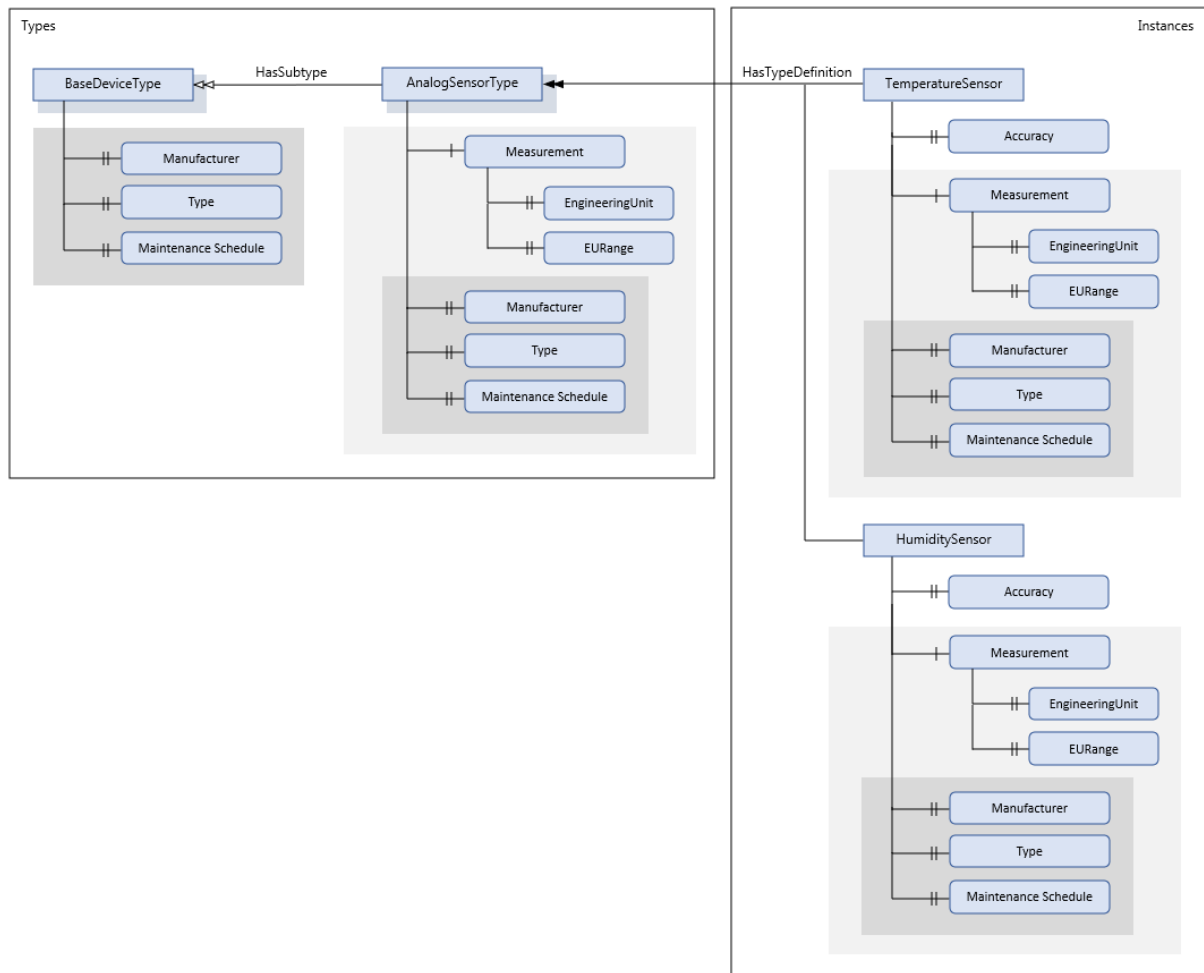 Types
BaseDeviceType
HasSubtype
AnalogSensorType
Manufacturer
Type
Maintenance Schedule
Measurement
EngineeringUnit
EURange
Manufacturer
Type
Maintenance Schedule
Instances
HasTypeDefinition
TemperatureSensor
Accuracy
Measurement
EngineeringUnit
EURange
Manufacturer
Type
Maintenance Schedule
HumiditySensor
Accuracy
Measurement
EngineeringUnit
EURange
Manufacturer
Type
Maintenance Schedule